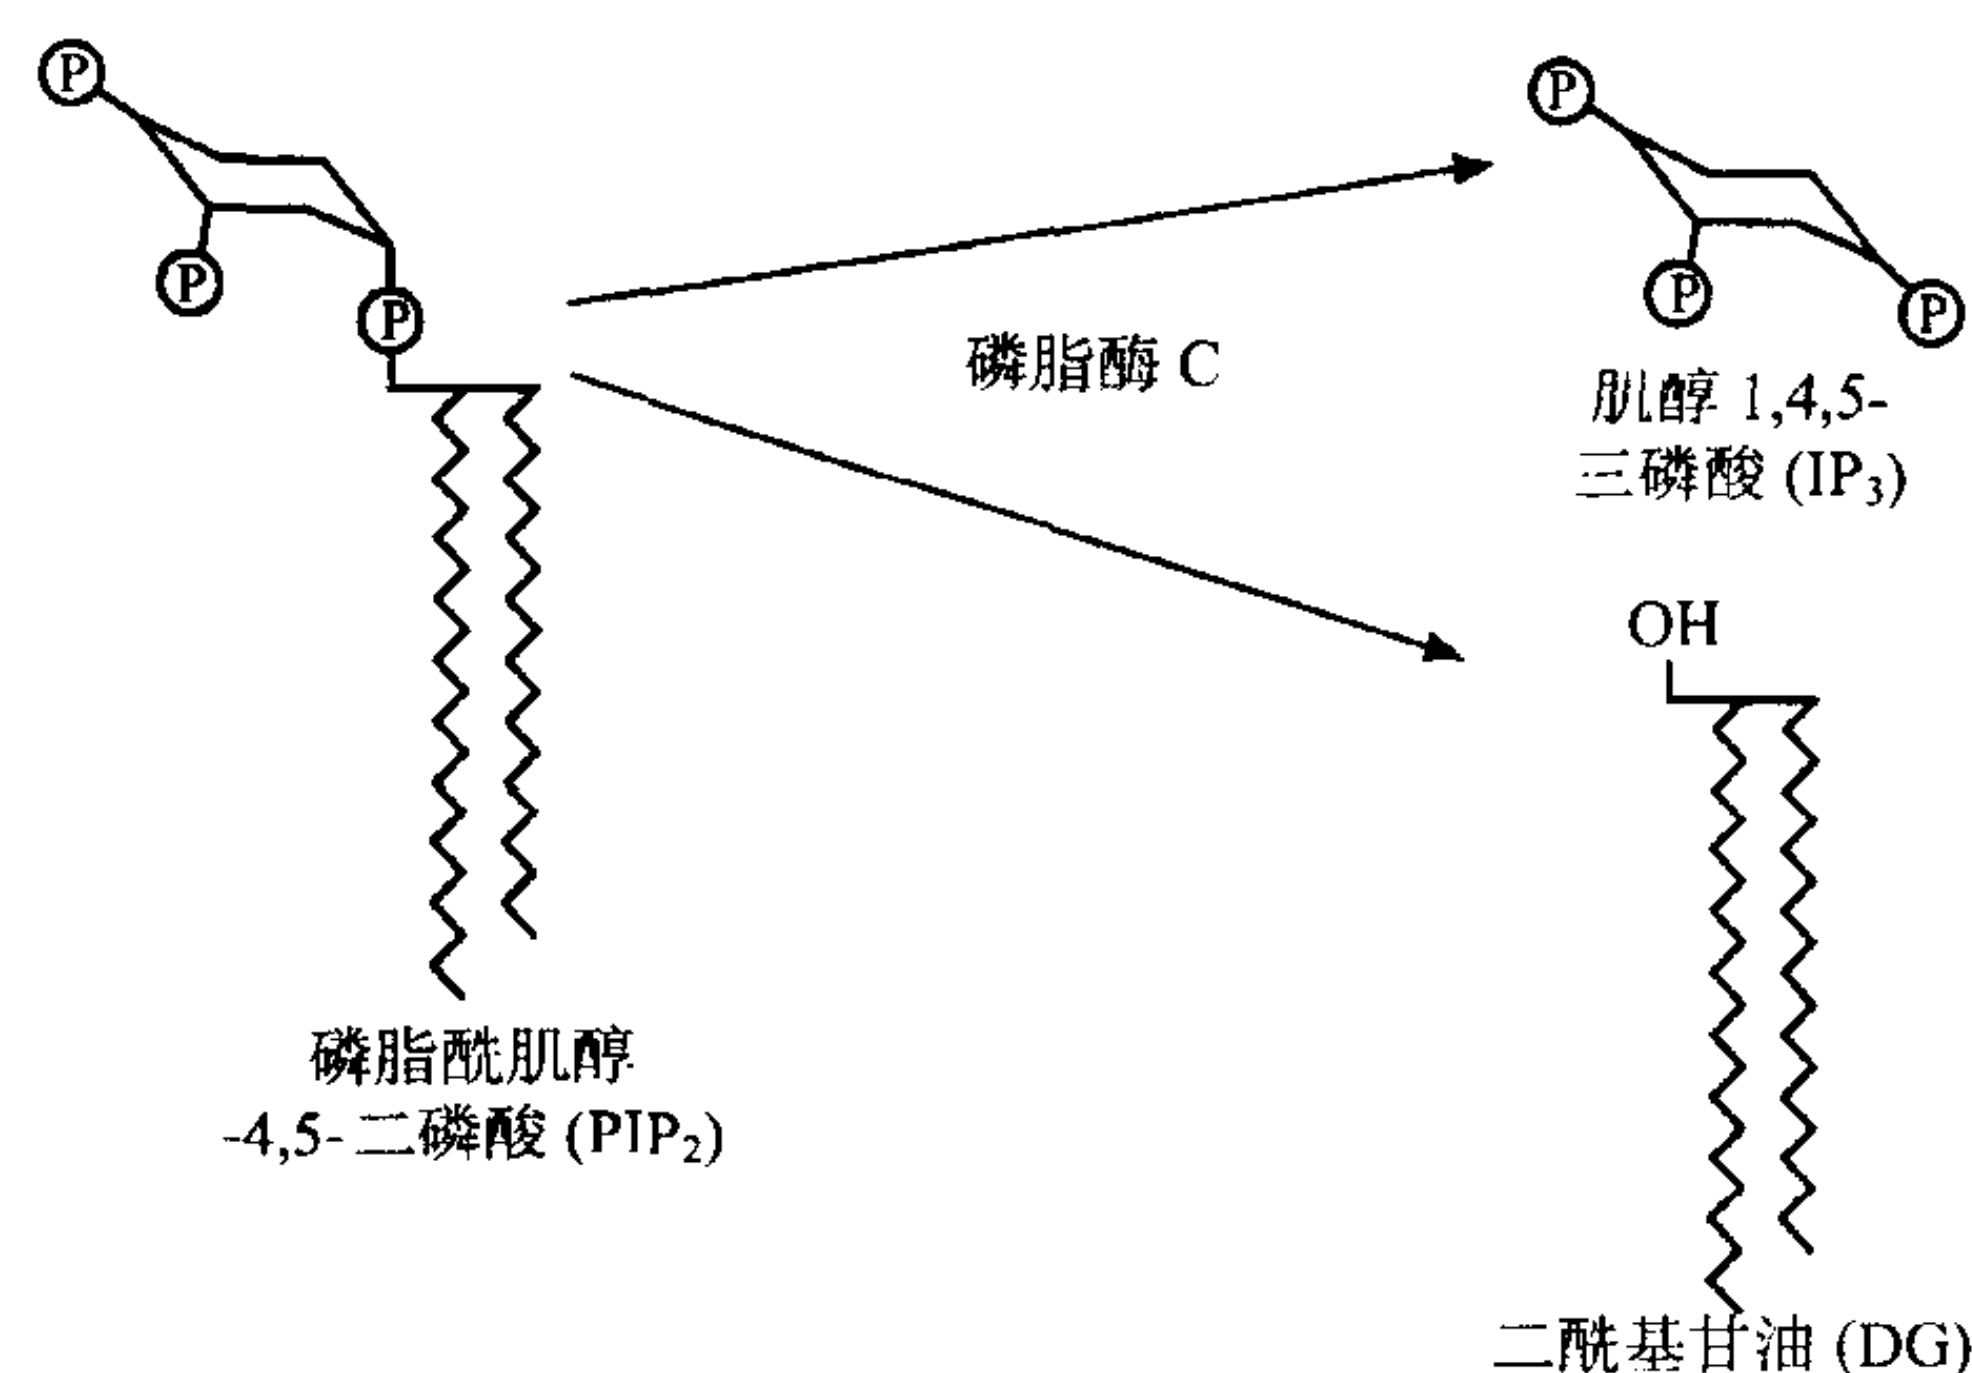 P
P
P
磷脂酰肌醇
-4,5-二磷酸 (PIP₂)
磷脂酶 C
P
P
P
肌醇 1,4,5-
三磷酸 (IP₃)
OH
二酰基甘油 (DG)